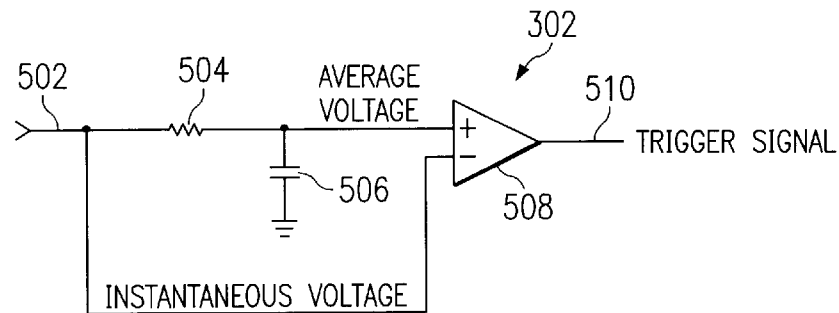 302
504
502
AVERAGE
VOLTAGE
510
+
−
TRIGGER SIGNAL
506
508
INSTANTANEOUS VOLTAGE